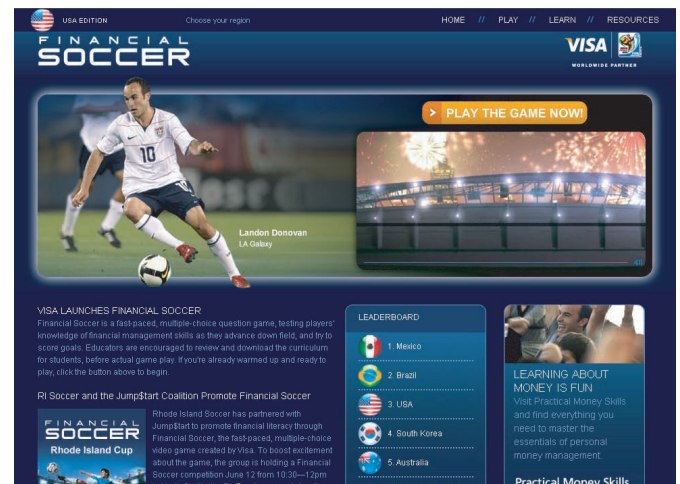 USA EDITION
Choose your region
HOME // PLAY // LEARN // RESOURCES
FINANCIAL
SOCCER
VISA
WORLDWIDE PARTNER
10
> PLAY THE GAME NOW!
Landon Donovan
LA Galaxy
VISA LAUNCHES FINANCIAL SOCCER
Financial Soccer is a fast-paced, multiple-choice question game, testing players'
knowledge of financial management skills as they advance down field, and try to
score goals. Educators are encouraged to review and download the curriculum
for students, before actual game play. If you're already warmed up and ready to
play, click the button above to begin.
RI Soccer and the Jump$tart Coalition Promote Financial Soccer
FINANCIAL
SOCCER
Rhode Island Cup
Rhode Island Soccer has partnered with
Jump$tart to promote financial literacy through
Financial Soccer, the fast-paced, multiple-choice
video game created by Visa. To boost excitement
about the game, the group is holding a Financial
Soccer competition June 12 from 10:30—12pm
LEADERBOARD
1. Mexico
2. Brazil
3. USA
4. South Korea
5. Australia
LEARNING ABOUT
MONEY IS FUN
Visit Practical Money Skills
and find everything you
need to master the
essentials of personal
money management.
Practical Money Skills